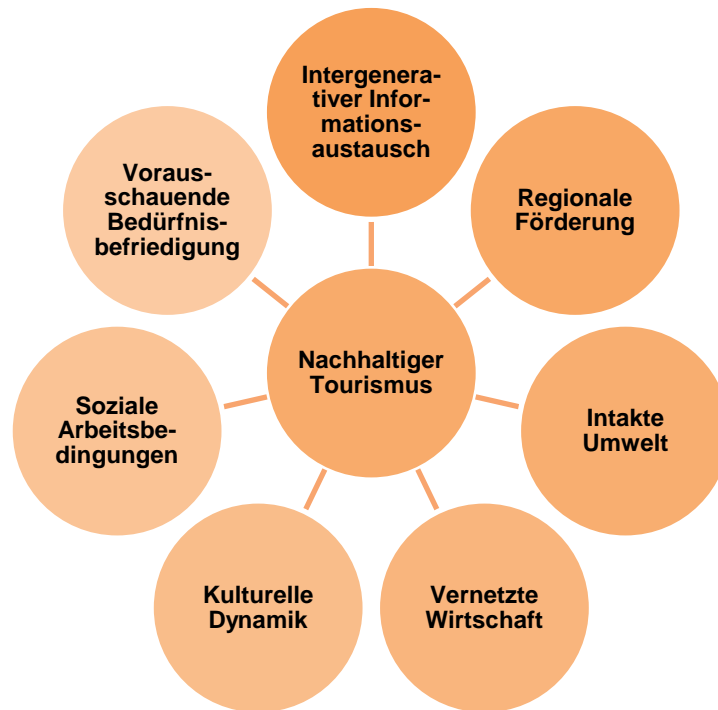 Intergenera-
tiver Infor-
mations-
austausch
Regionale
Förderung
Intakte
Umwelt
Vernetzte
Wirtschaft
Kulturelle
Dynamik
Soziale
Arbeitsbe-
dingungen
Voraus-
schauende
Bedürfnis-
befriedigung
Nachhaltiger
Tourismus